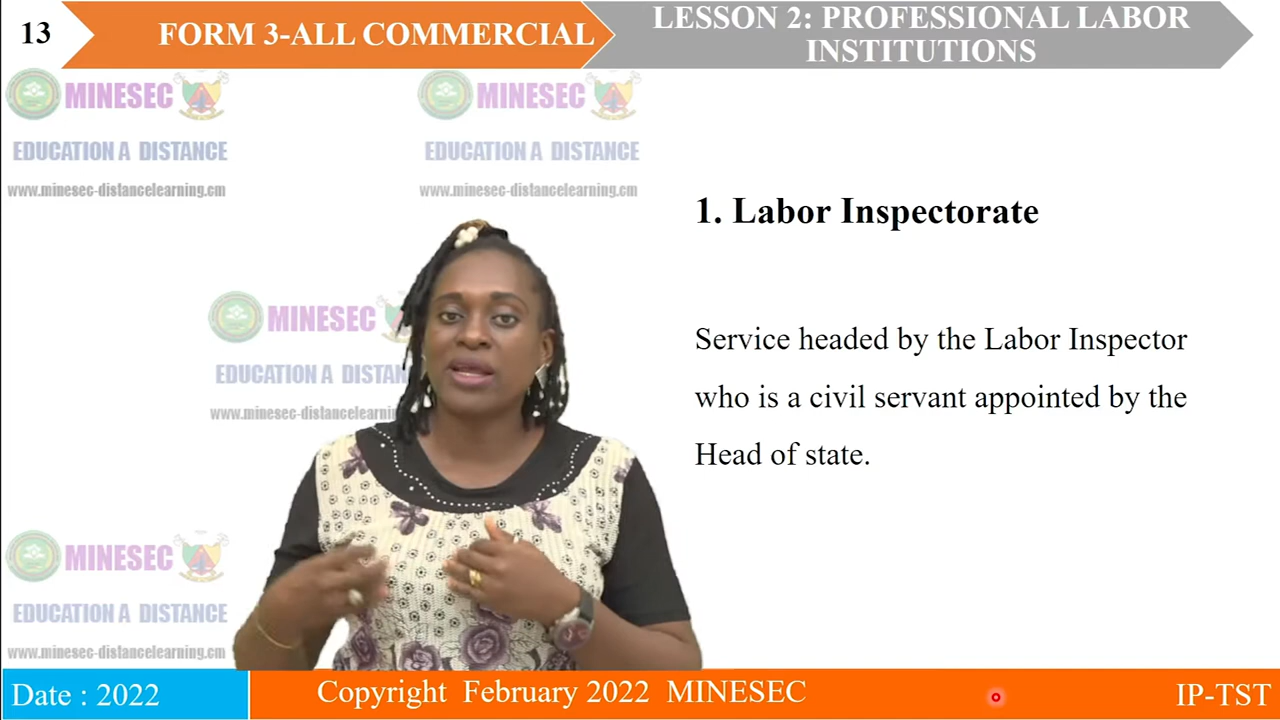 13
FORM 3-ALL COMMERCIAL
LESSON 2: PROFESSIONAL LABOR
INSTITUTIONS
MINESEC
EDUCATION A DISTANCE
www.minesec-distancelearning.cm
MINESEC
EDUCATION A DISTANCE
www.minesec-distancelearning.cm
1. Labor Inspectorate
MINESEC
EDUCATION A DISTAN
www.minesec-distancelearnin
Service headed by the Labor Inspector
who is a civil servant appointed by the
Head of state.
MINESEC
EDUCATION A DISTANCE
www.minesec-distancelearning.cm
Date : 2022
Copyright February 2022 MINESEC
IP-TST